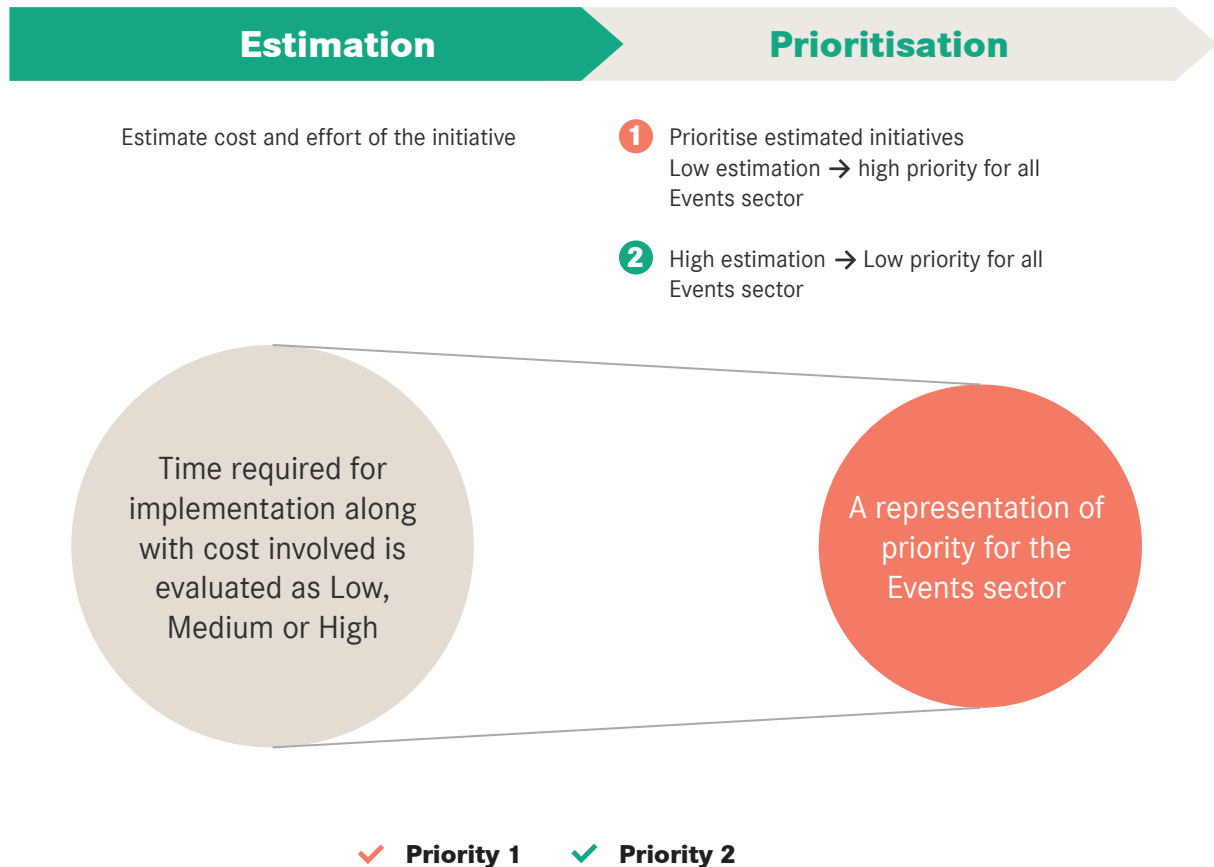 Estimation
Prioritisation
Estimate cost and effort of the initiative
1 Prioritise estimated initiatives
Low estimation → high priority for all
Events sector
2 High estimation → Low priority for all
Events sector
Time required for
implementation along
with cost involved is
evaluated as Low,
Medium or High
A representation of
priority for the
Events sector
✓ Priority 1 ✓ Priority 2